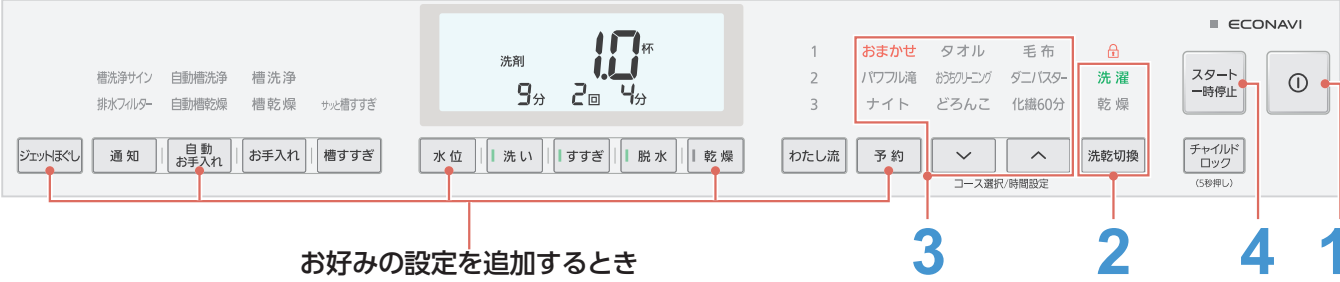 ECONAVI
1 おまかせ タオル 毛布
2 パワフル滝 おうちクリーニング ダニバスター
3 ナイト どろんこ 化繊60分
洗濯
乾燥
スタート
一時停止
槽洗浄サイン 自動槽洗浄 槽洗浄
排水フィルター 自動槽乾燥 槽乾燥 サッと槽すすぎ
洗剤 1.0杯
9分 2回 4分
ジェットほぐし 通知 自動お手入れ お手入れ 槽すすぎ
水位 洗い すすぎ 脱水 乾燥
わたし流 予約
洗乾切換
チャイルド
ロック
(5秒押し)
コース選択/時間設定
お好みの設定を追加するとき
3 2 4 1